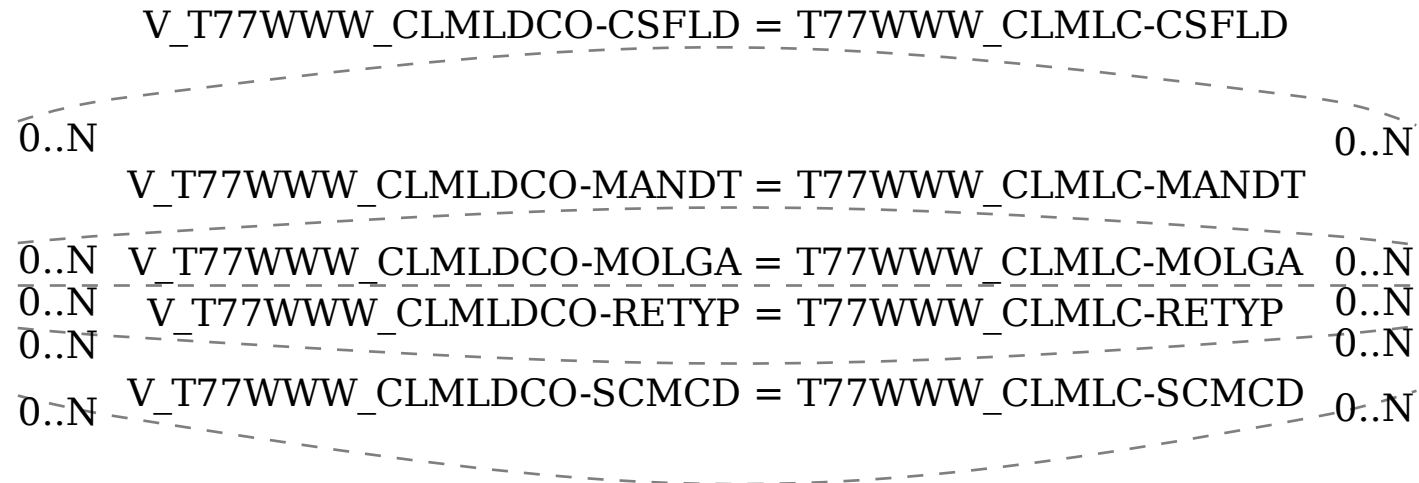 V_T77WWW_CLMLDCO-CSFLD = T77WWW_CLMLC-CSFLD
0..N 0..N
V_T77WWW_CLMLDCO-MANDT = T77WWW_CLMLC-MANDT
0..N V_T77WWW_CLMLDCO-MOLGA = T77WWW_CLMLC-MOLGA 0..N
0..N V_T77WWW_CLMLDCO-RETYP = T77WWW_CLMLC-RETYP 0..N
0..N 0..N
0..N V_T77WWW_CLMLDCO-SCMCD = T77WWW_CLMLC-SCMCD 0..N